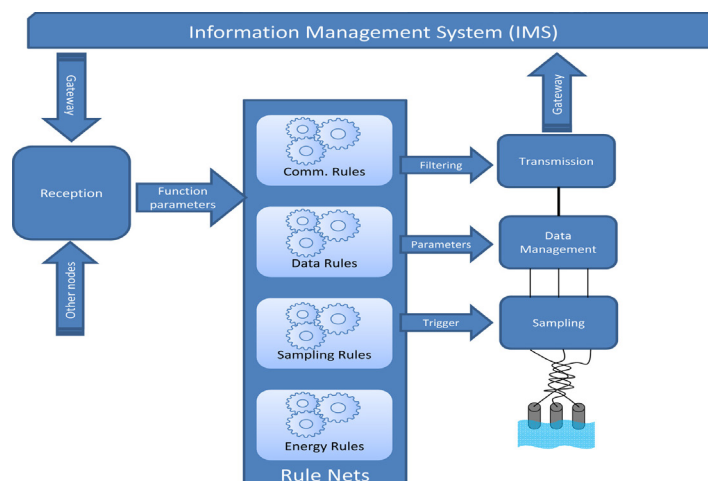 Information Management System (IMS)
Gateway
Gateway
Reception
Function
parameters
Other nodes
Comm. Rules
Data Rules
Sampling Rules
Energy Rules
Rule Nets
Filtering
Parameters
Trigger
Transmission
Data
Management
Sampling